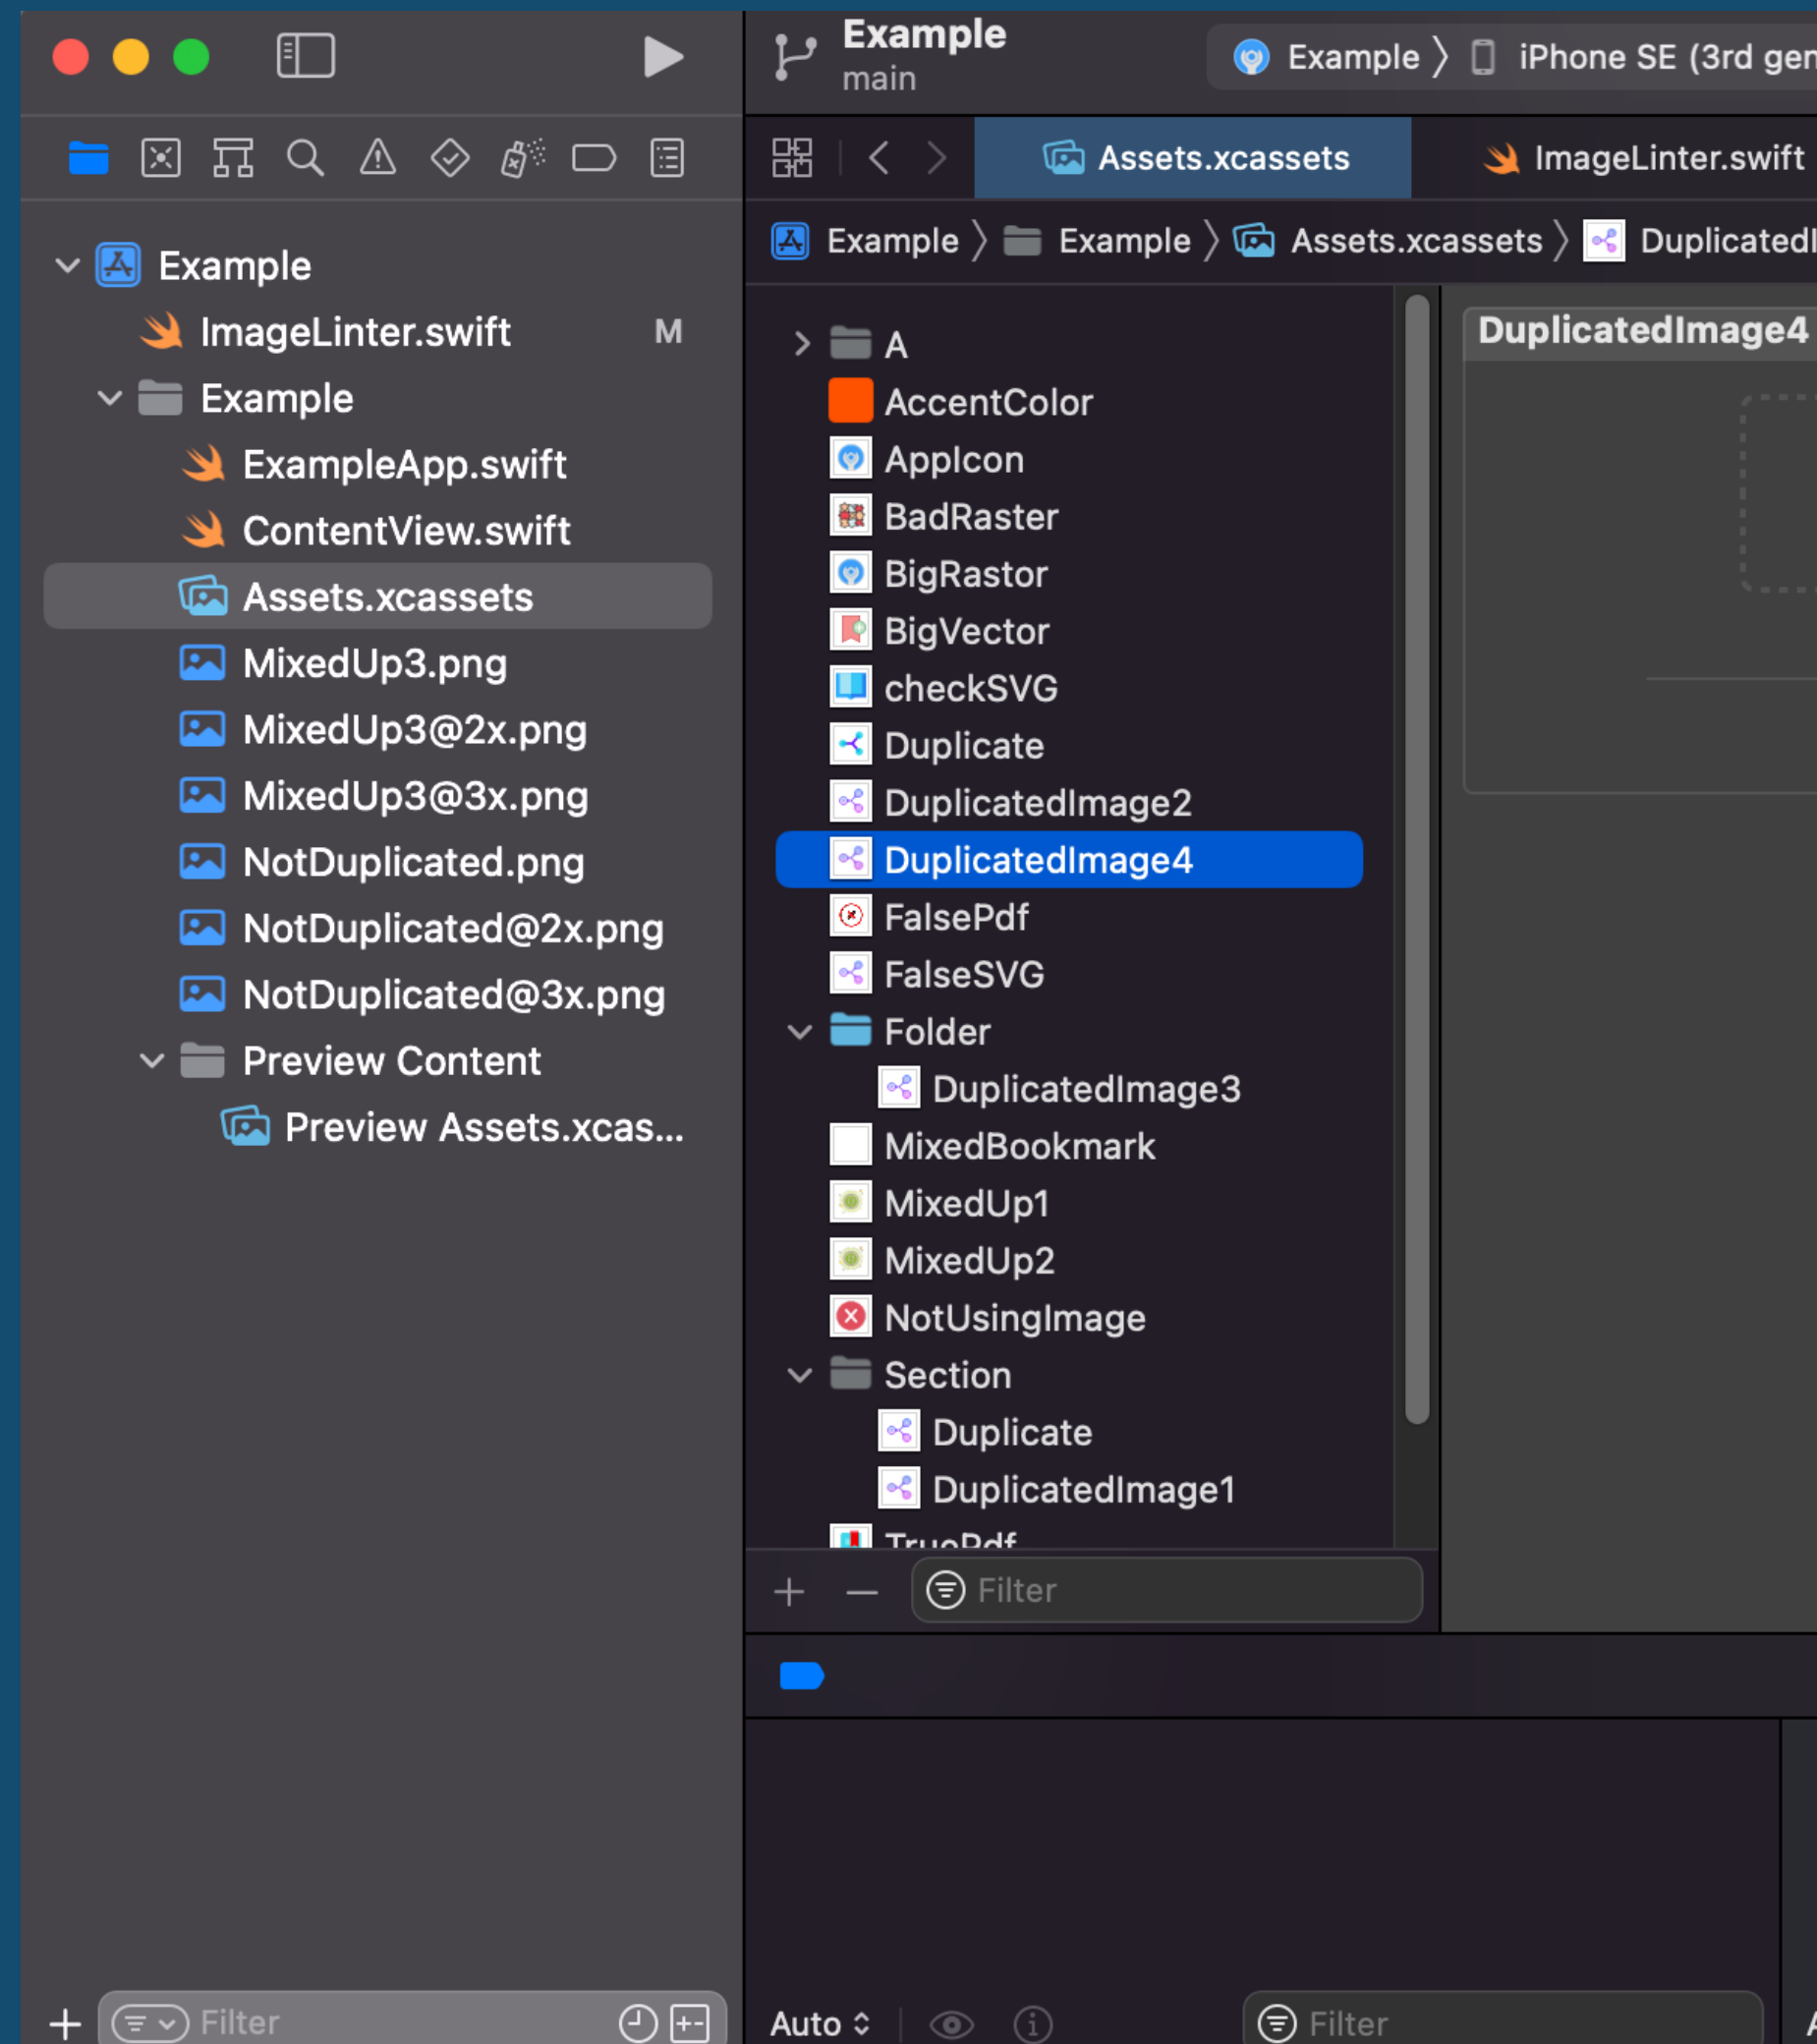 Example
main
Example
iPhone SE (3rd gen
Assets.xcassets
ImageLinter.swift
Example
Example
Assets.xcassets
DuplicatedI
Example
ImageLinter.swift M
Example
ExampleApp.swift
ContentView.swift
Assets.xcassets
MixedUp3.png
MixedUp3@2x.png
MixedUp3@3x.png
NotDuplicated.png
NotDuplicated@2x.png
NotDuplicated@3x.png
Preview Content
Preview Assets.xcas...
Filter
A
AccentColor
AppIcon
BadRaster
BigRastor
BigVector
checkSVG
Duplicate
DuplicatedImage2
DuplicatedImage4
FalsePdf
FalseSVG
Folder
DuplicatedImage3
MixedBookmark
MixedUp1
MixedUp2
NotUsingImage
Section
Duplicate
DuplicatedImage1
TruePdf
Filter
DuplicatedImage4
Auto
Filter